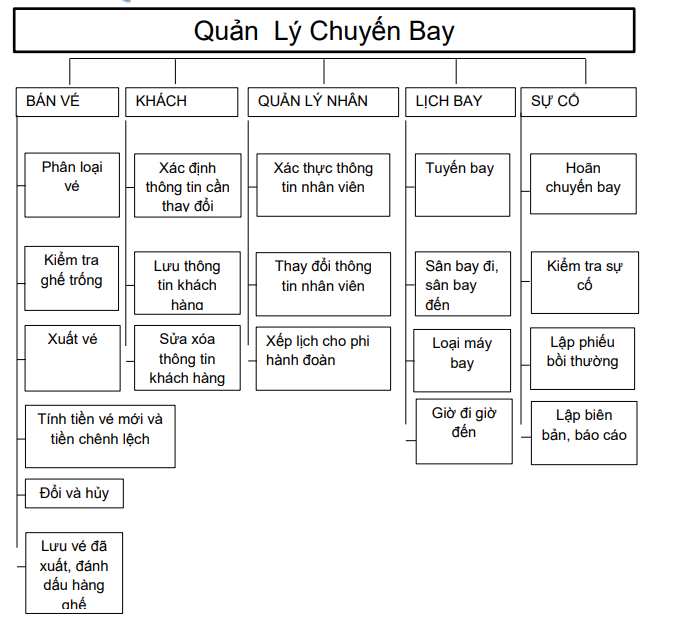 Quản Lý Chuyến Bay
BÁN VÉ
KHÁCH
QUẢN LÝ NHÂN
LỊCH BAY
SỰ CỐ
Phân loại
vé
Kiểm tra
ghế trống
Xuất vé
Tính tiền vé mới và
tiền chênh lệch
Đổi và hủy
Lưu vé đã
xuất, đánh
dấu hàng
ghế
Xác định
thông tin cần
thay đổi
Lưu thông
tin khách
hàng
Sửa xóa
thông tin
khách hàng
Xác thực thông
tin nhân viên
Thay đổi thông
tin nhân viên
Xếp lịch cho phi
hành đoàn
Tuyến bay
Sân bay đi,
sân bay
đến
Loại máy
bay
Giờ đi giờ
đến
Hoãn
chuyến bay
Kiểm tra sự
cố
Lập phiếu
bồi thường
Lập biên
bản, báo cáo